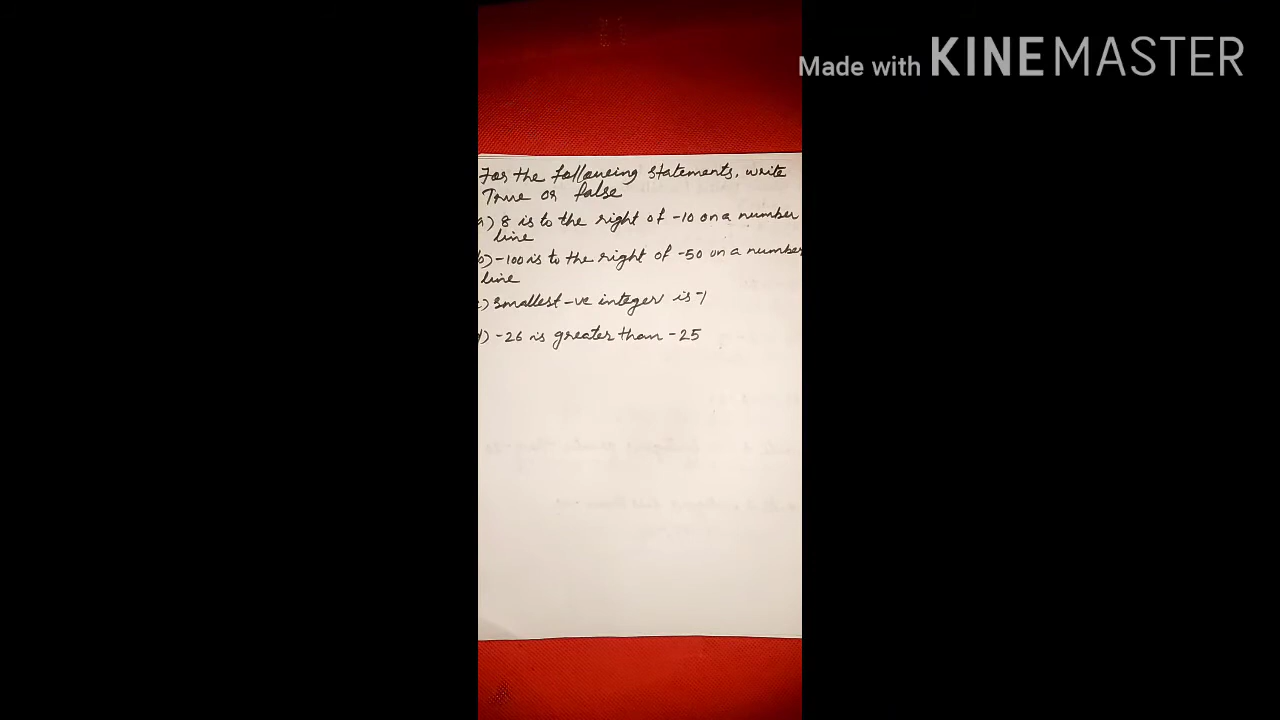 Made with KINEMASTER
For the following statements, write
True or false
a) 8 is to the right of -10 on a number
line
b) -100 is to the right of -50 on a number
line
c) smallest -ve integer is -1
d) -26 is greater than -25